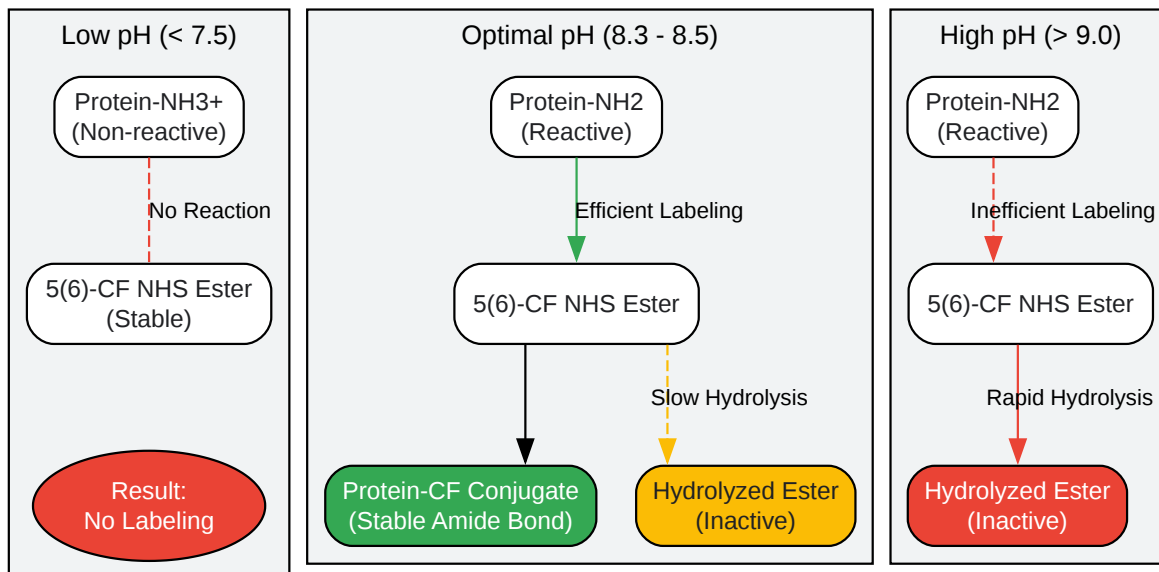 Low pH (< 7.5)
Protein-NH3+
(Non-reactive)
No Reaction
5(6)-CF NHS Ester
(Stable)
Result:
No Labeling
Optimal pH (8.3 - 8.5)
Protein-NH2
(Reactive)
Efficient Labeling
5(6)-CF NHS Ester
Slow Hydrolysis
Protein-CF Conjugate
(Stable Amide Bond)
Hydrolyzed Ester
(Inactive)
High pH (> 9.0)
Protein-NH2
(Reactive)
Inefficient Labeling
5(6)-CF NHS Ester
Rapid Hydrolysis
Hydrolyzed Ester
(Inactive)